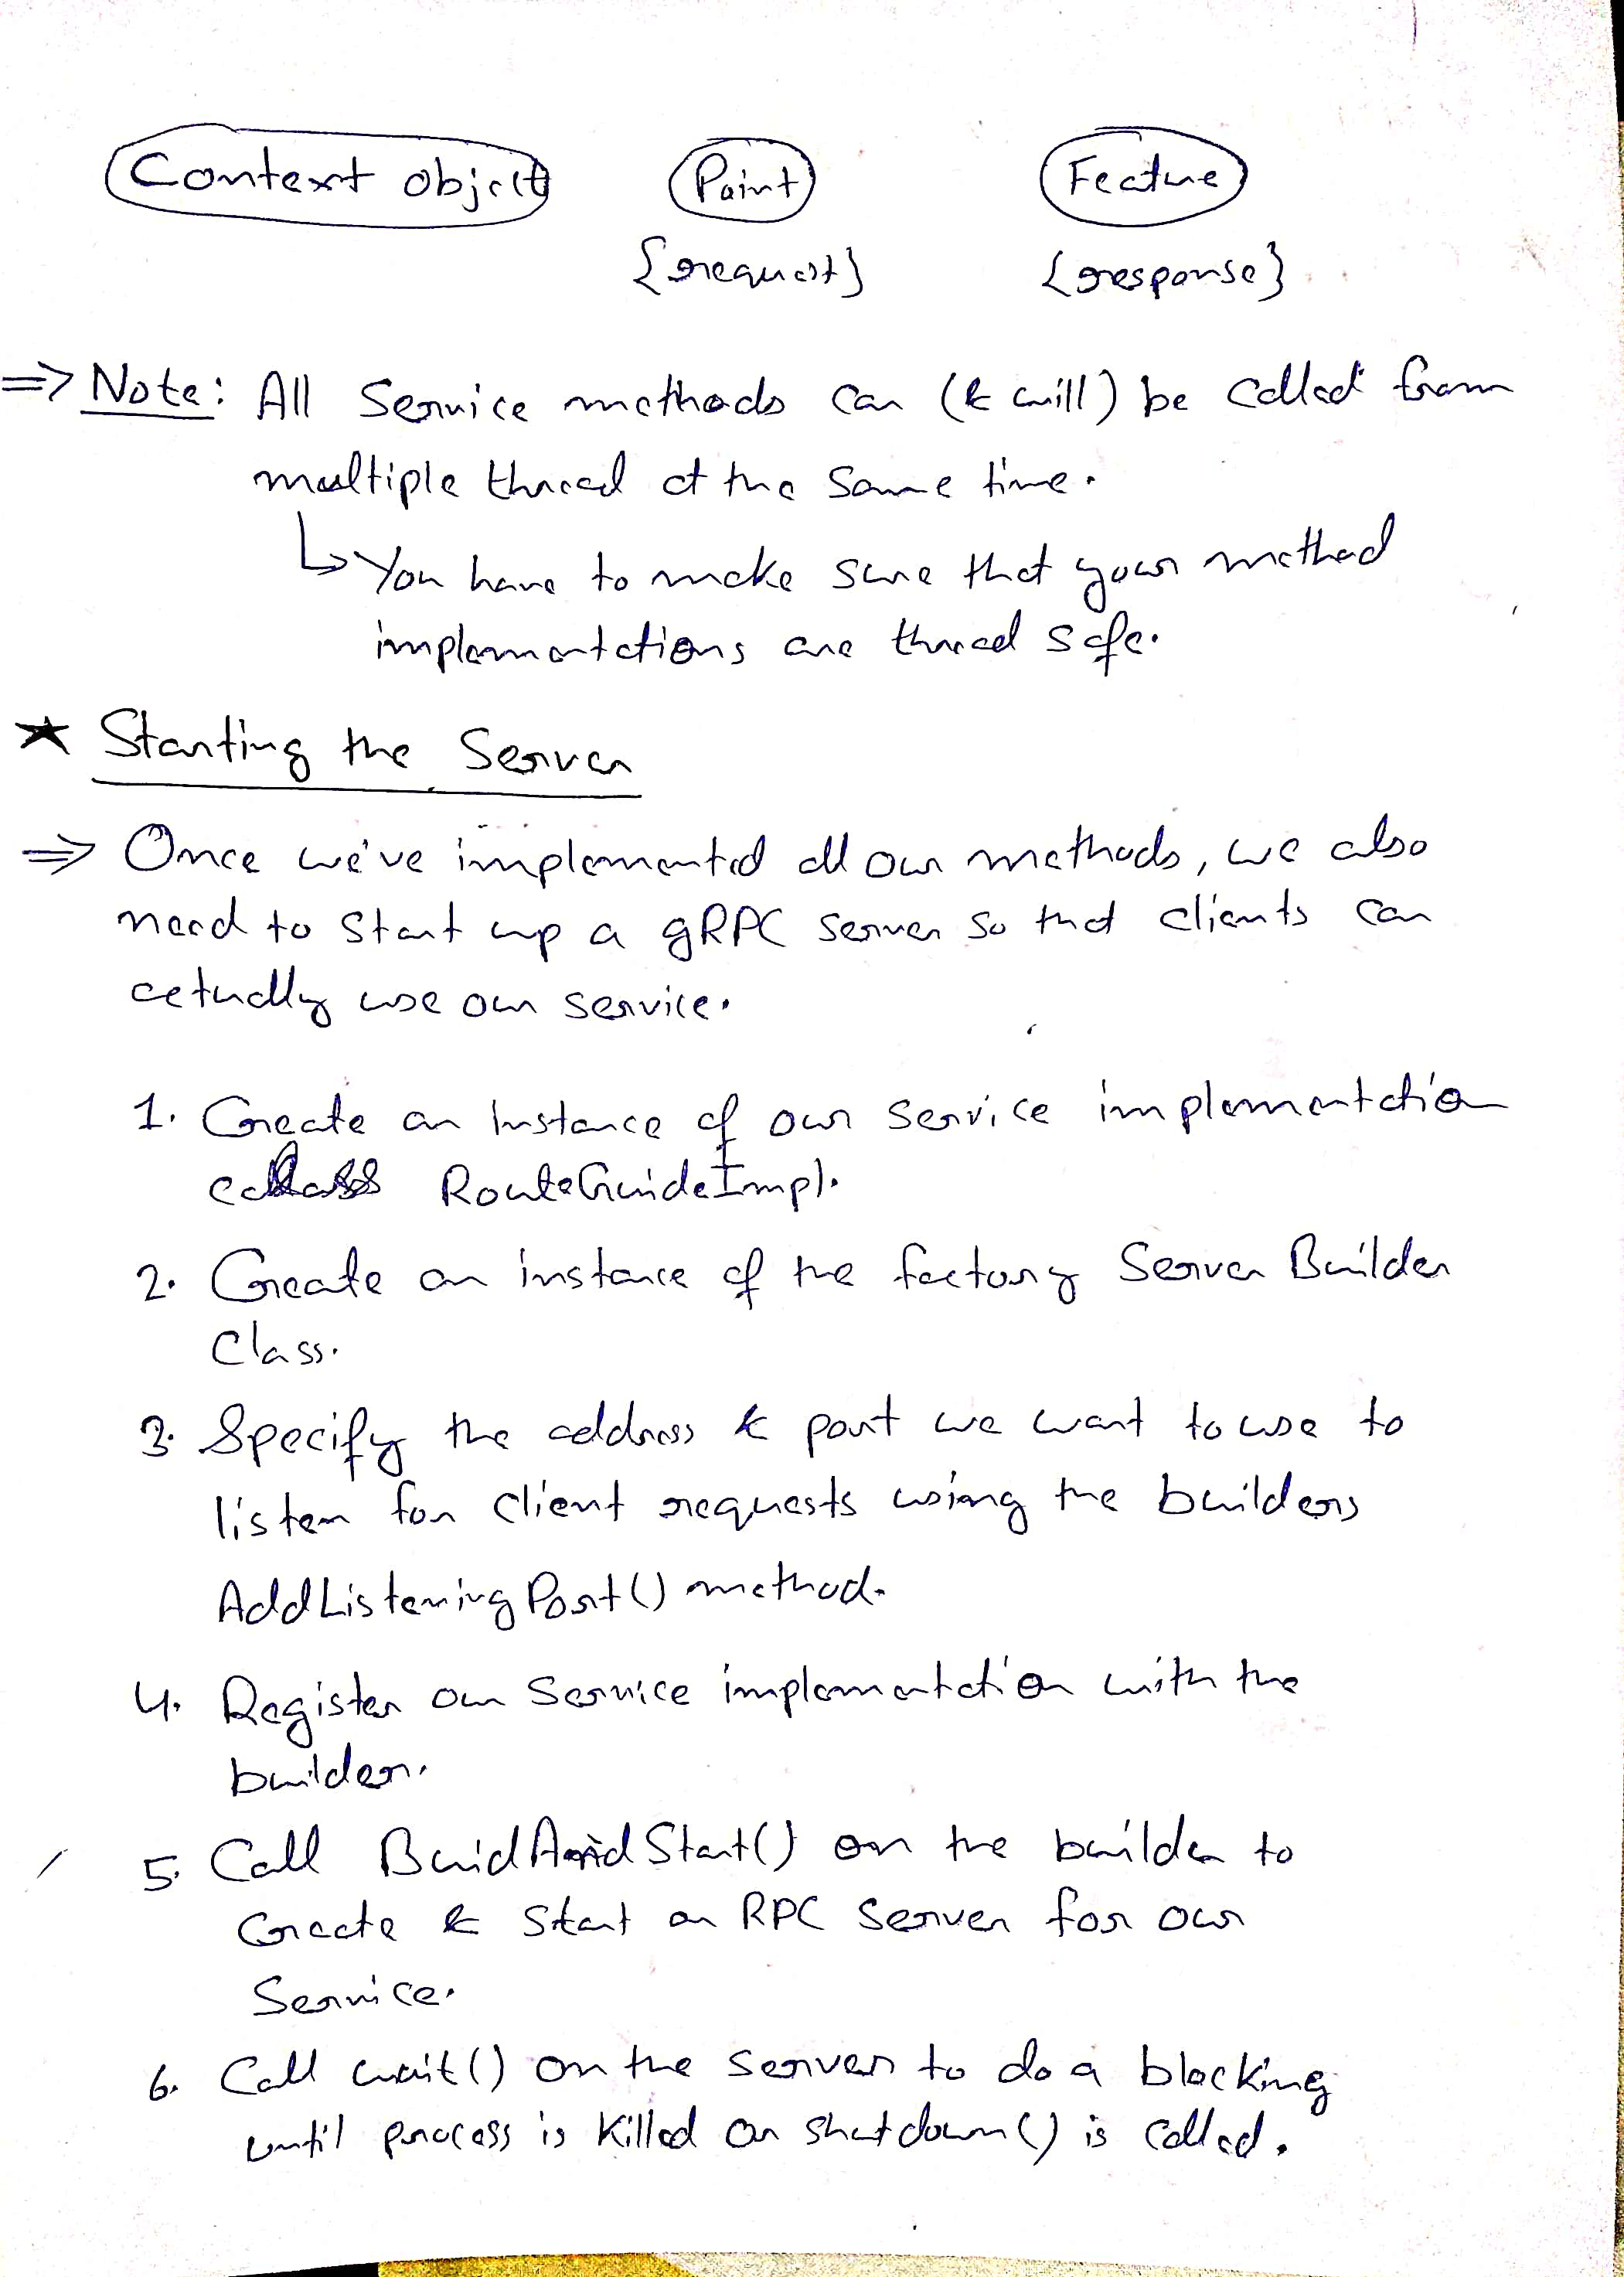 Context object Point Feature
{request} {response}
=> Note: All Service methods can (& will) be called from
multiple thread at the same time.
↳ You have to make sure that your method
implementations are thread safe.
★ Starting the Server
=> Once we've implemented all our methods, we also
need to start up a gRPC server so that clients can
actually use our service.
1. Create an instance of our service implementation
class RouteGuideImpl.
2. Create an instance of the factory Server Builder
class.
3. Specify the address & port we want to use to
listen for client requests using the builders
AddListeningPort() method.
4. Register our service implementation with the
builder.
5. Call BuidAndStart() on the builder to
create & start an RPC server for our
Service.
6. Call wait() on the server to do a blocking
until process is killed or shutdown() is called.